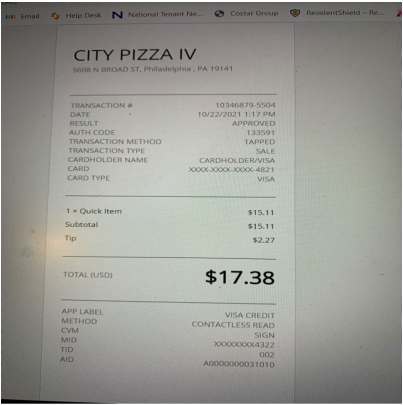 Email Help Desk N National Tenant Ne... Costar Group ResidentShield – Re...
CITY PIZZA IV
5608 N BROAD ST, Philadelphia , PA 19141
TRANSACTION # 10346879-5504
DATE 10/22/2021 1:17 PM
RESULT APPROVED
AUTH CODE 133591
TRANSACTION METHOD TAPPED
TRANSACTION TYPE SALE
CARDHOLDER NAME CARDHOLDER/VISA
CARD XXXX-XXXX-XXXX-4821
CARD TYPE VISA
1 × Quick Item $15.11
Subtotal $15.11
Tip $2.27
TOTAL (USD) $17.38
APP LABEL VISA CREDIT
METHOD CONTACTLESS READ
CVM SIGN
MID XXXXXXXX4322
TID 002
AID A0000000031010